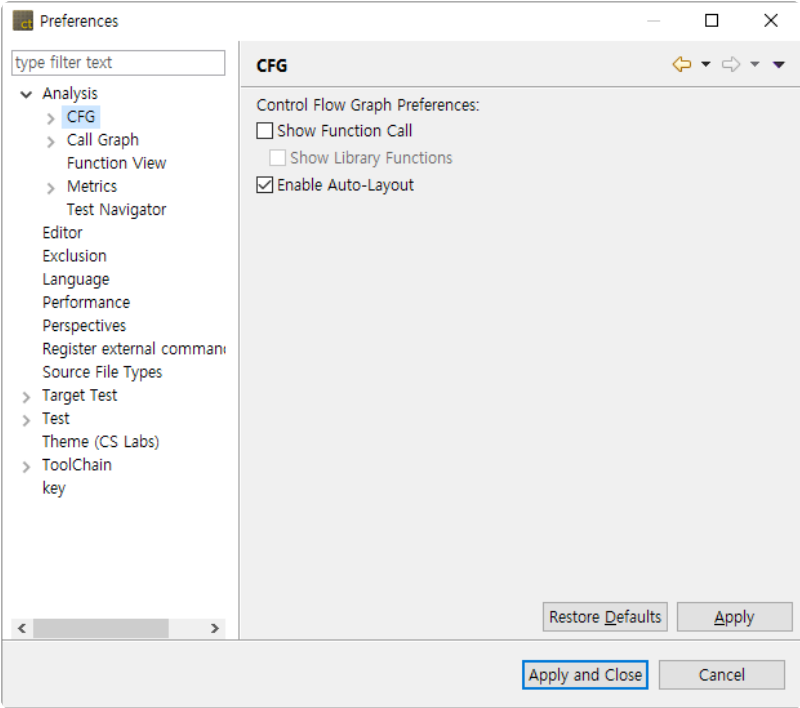 ct Preferences
type filter text
CFG
Analysis
CFG
Call Graph
Function View
Metrics
Test Navigator
Editor
Exclusion
Language
Performance
Perspectives
Register external comman
Source File Types
Target Test
Test
Theme (CS Labs)
ToolChain
key
Control Flow Graph Preferences:
Show Function Call
Show Library Functions
Enable Auto-Layout
Restore Defaults Apply
Apply and Close Cancel